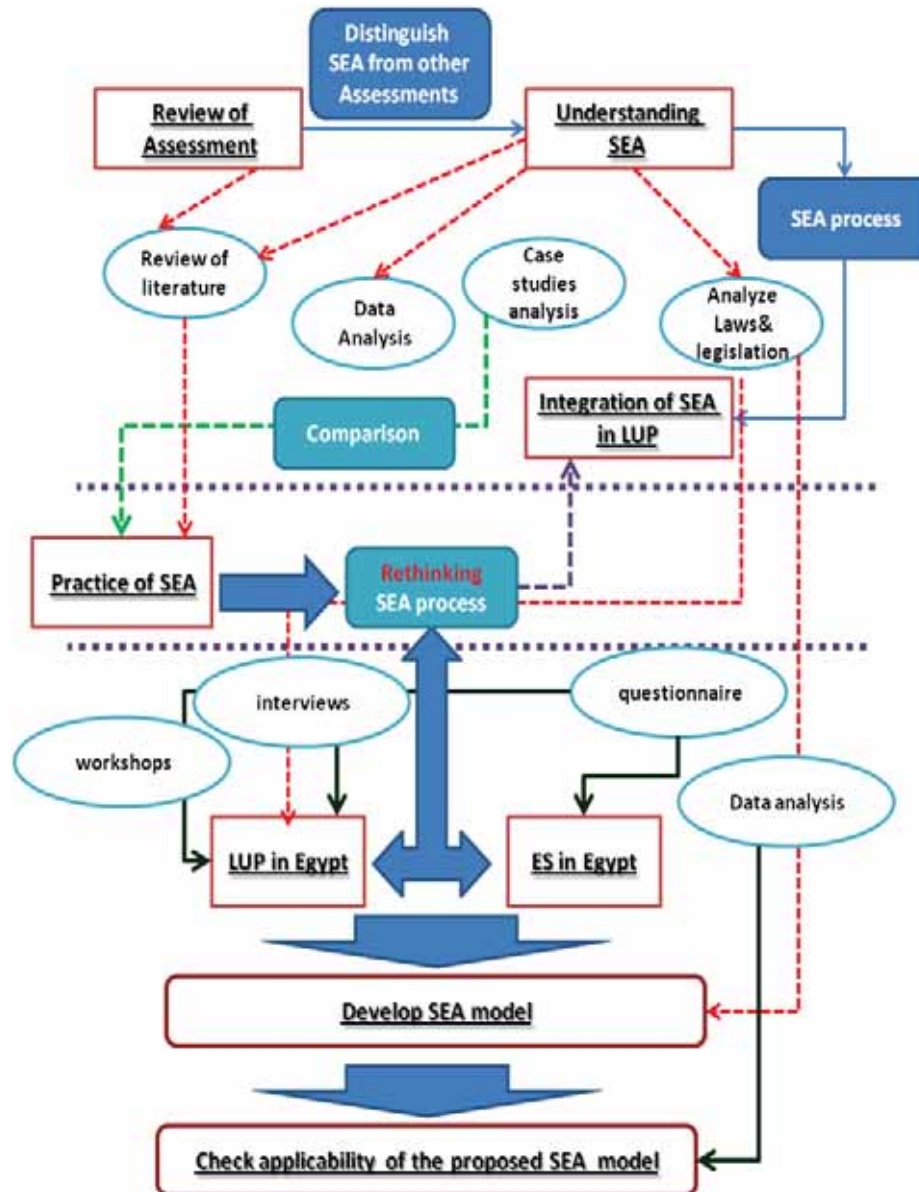 Distinguish
SEA from other
Assessments
Review of
Assessment
Understanding
SEA
SEA process
Review of
literature
Data
Analysis
Case
studies
analysis
Analyze
Laws&
legislation
Integration of SEA
in LUP
Comparison
Practice of SEA
Rethinking
SEA process
interviews
questionnaire
workshops
Data analysis
LUP in Egypt
ES in Egypt
Develop SEA model
Check applicability of the proposed SEA model